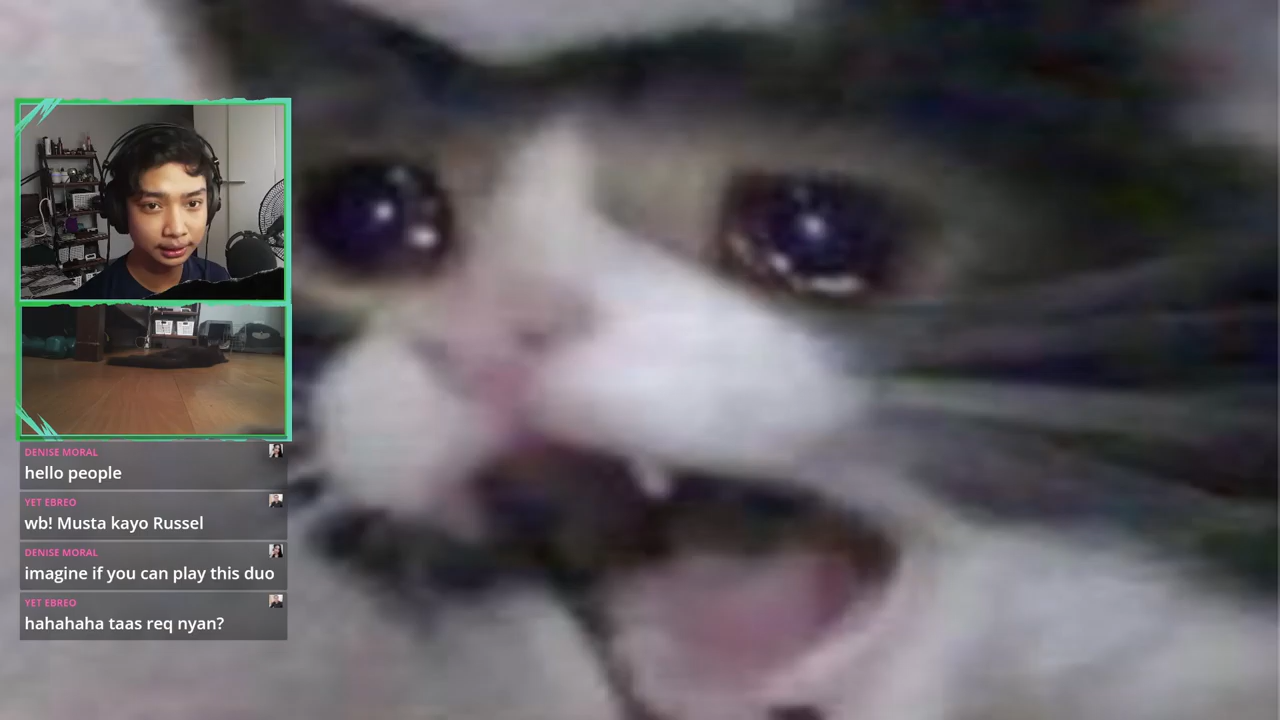 DENISE MORAL
hello people
YET EBREO
wb! Musta kayo Russel
DENISE MORAL
imagine if you can play this duo
YET EBREO
hahahaha taas req nyan?